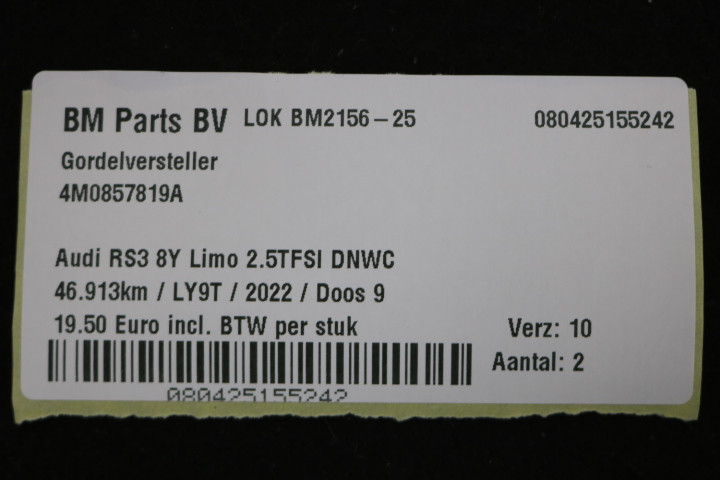 BM Parts BV LOK BM2156-25 080425155242
Gordelversteller
4M0857819A
Audi RS3 8Y Limo 2.5TFSI DNWC
46.913km / LY9T / 2022 / Doos 9
19.50 Euro incl. BTW per stuk Verz: 10
Aantal: 2
080425155242